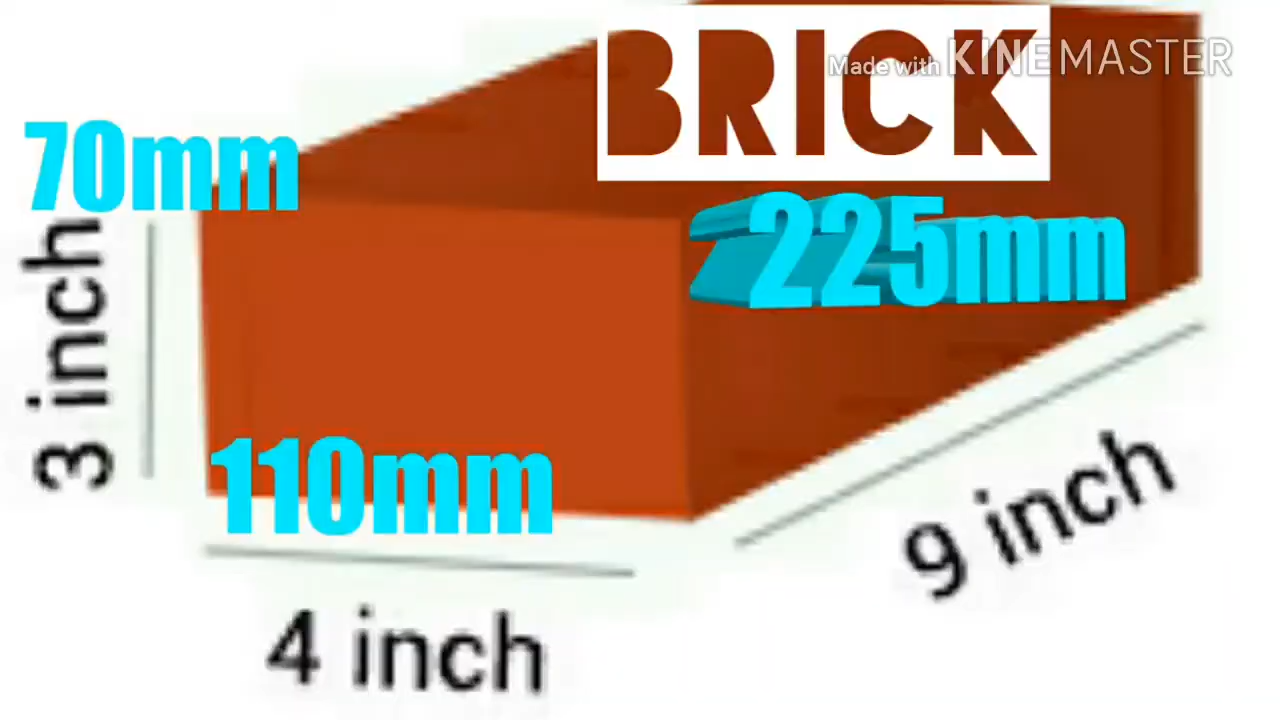 BRICK
Made with KINEMASTER
70mm
225mm
3 inch
110mm
9 inch
4 inch